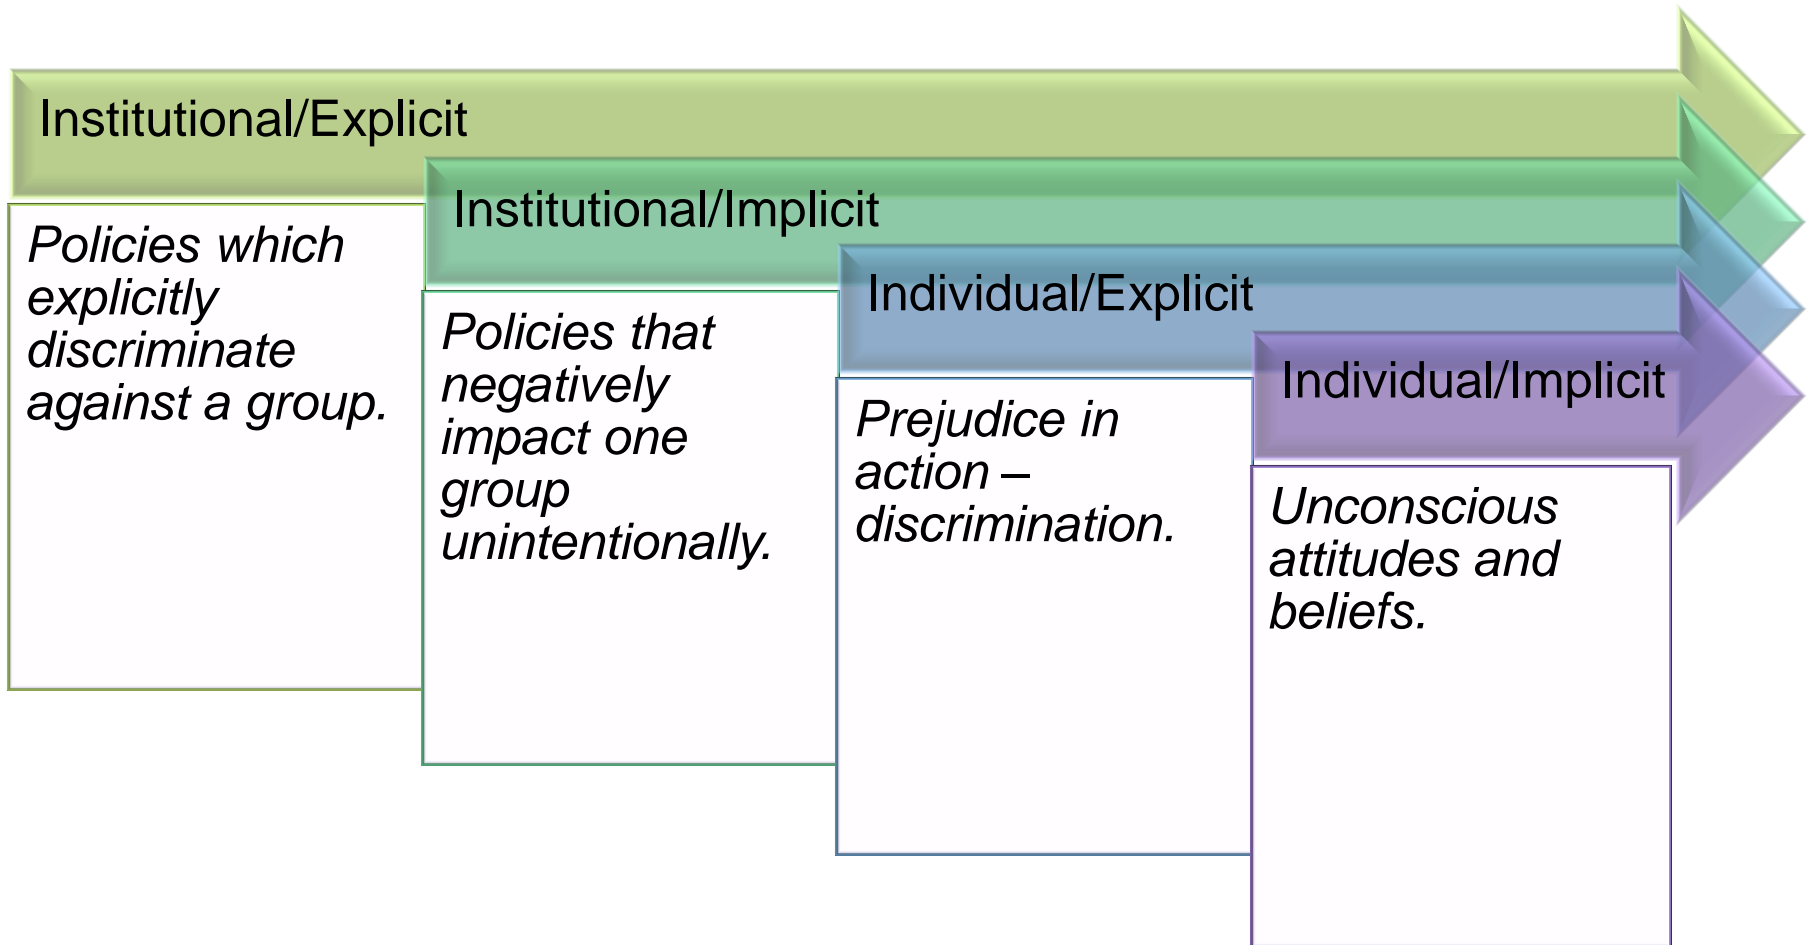 Institutional/Explicit
Policies which
explicitly
discriminate
against a group.
Institutional/Implicit
Policies that
negatively
impact one
group
unintentionally.
Individual/Explicit
Prejudice in
action –
discrimination.
Individual/Implicit
Unconscious
attitudes and
beliefs.